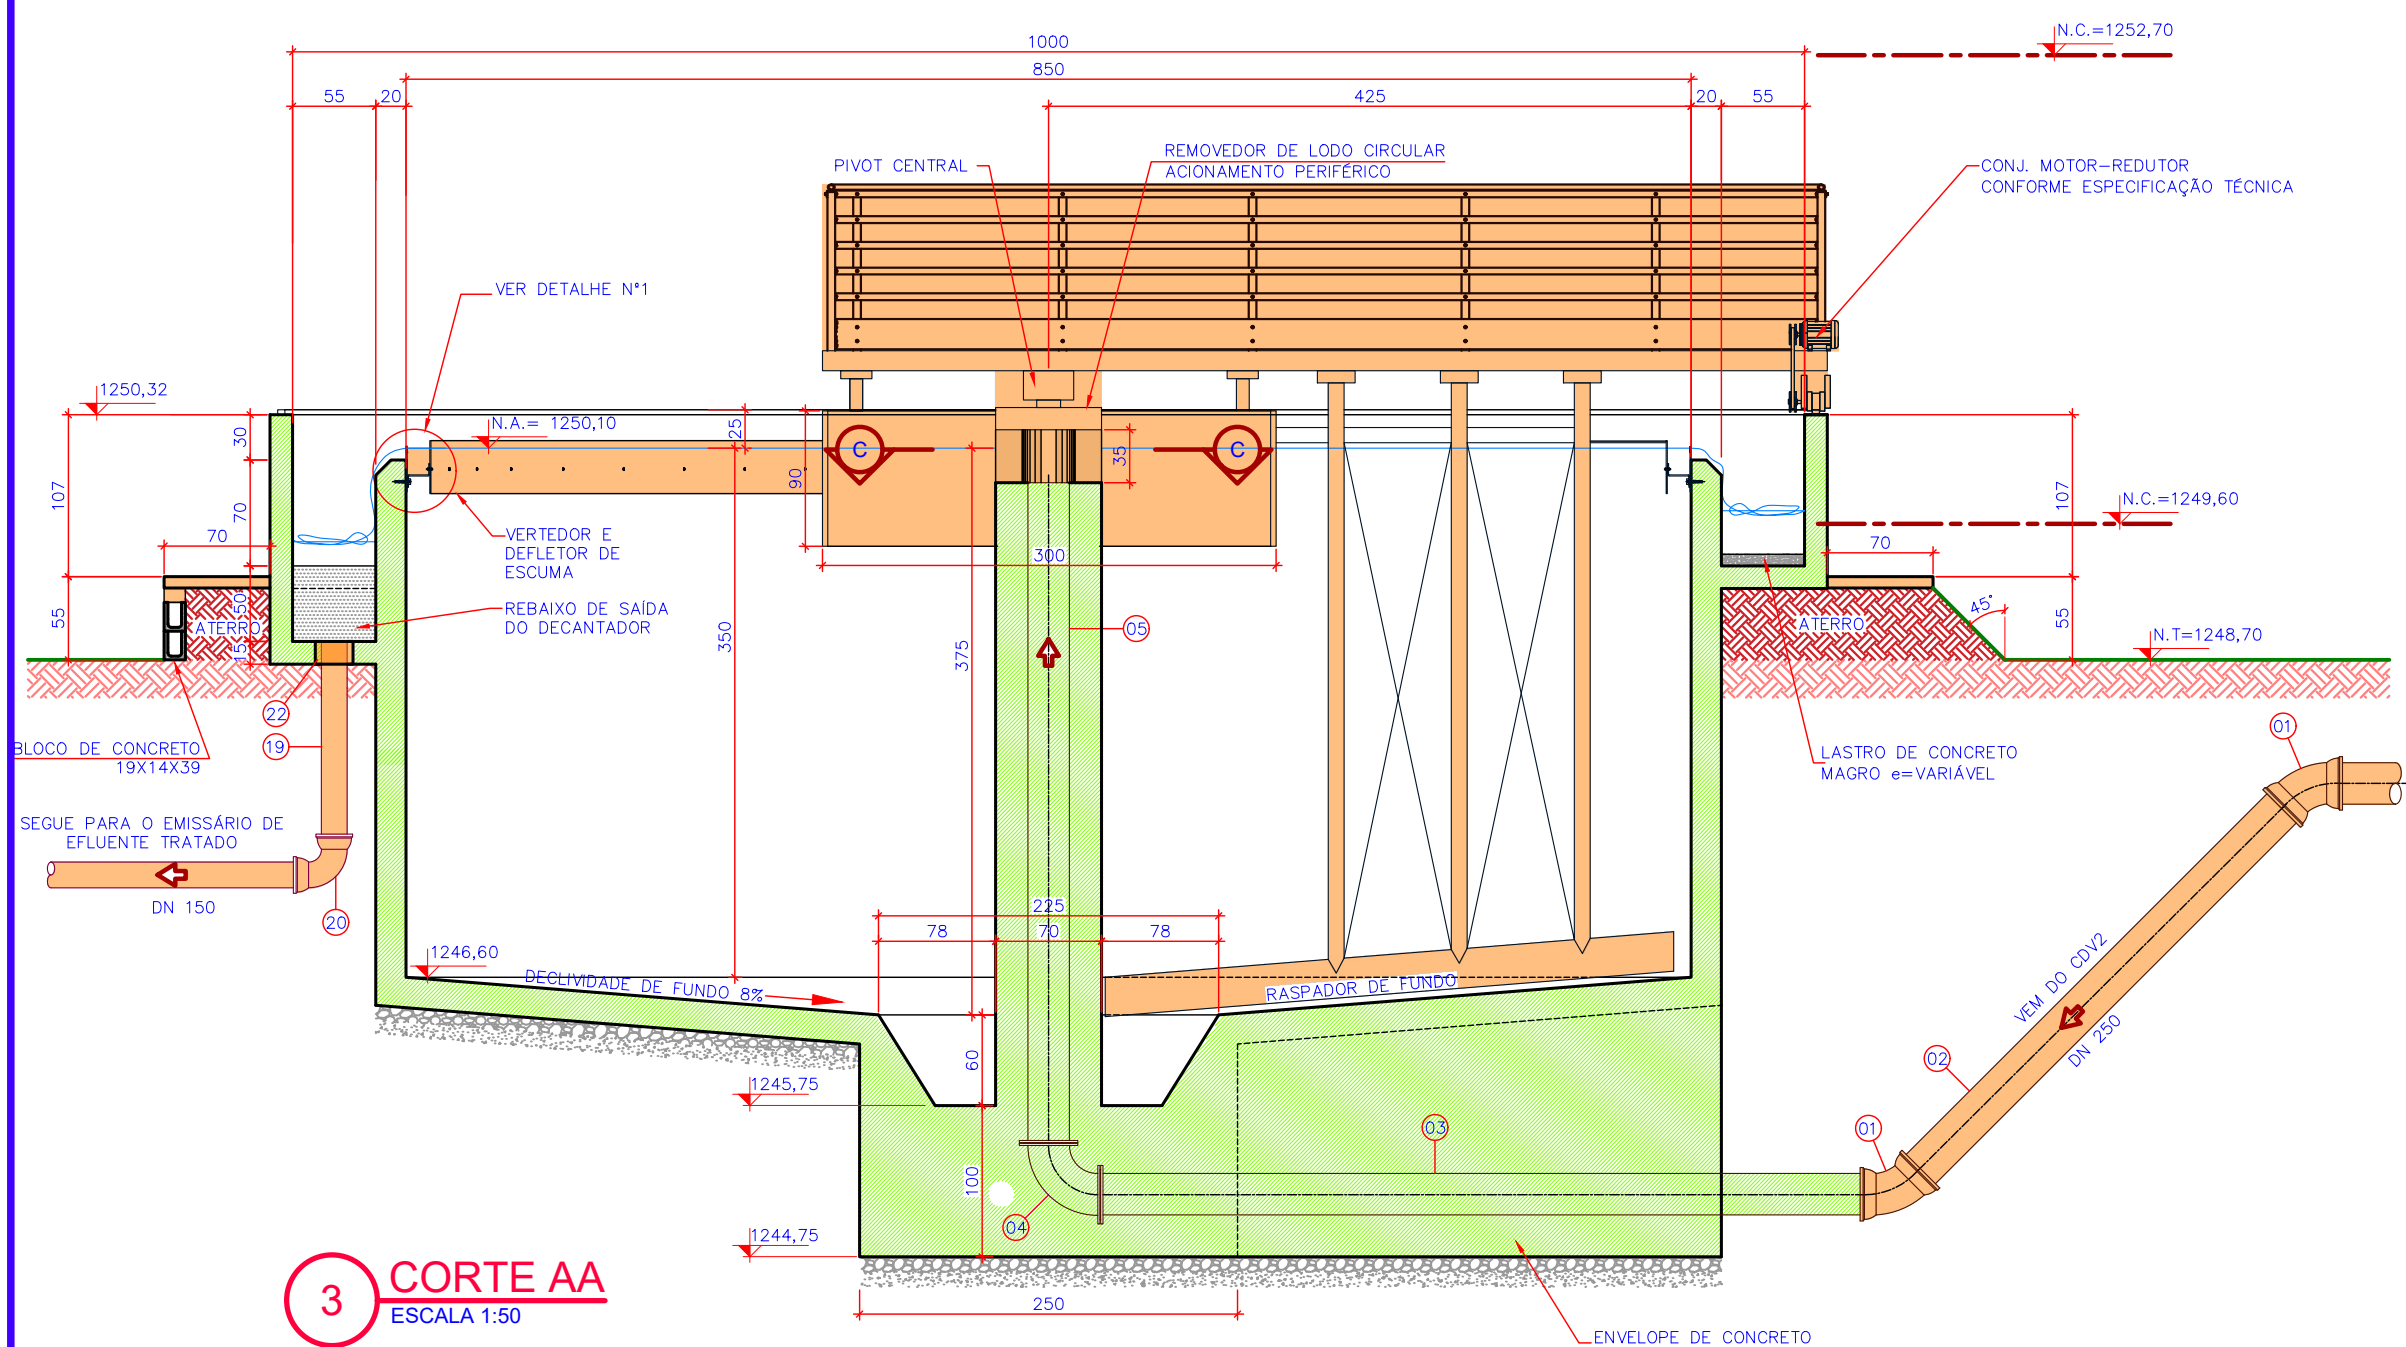 N.C.=1252,70
1000
850
55
20
425
20
55
PIVOT CENTRAL
REMOVEDOR DE LODO CIRCULAR
ACIONAMENTO PERIFÉRICO
CONJ. MOTOR-REDUTOR
CONFORME ESPECIFICAÇÃO TÉCNICA
VER DETALHE N°1
1250,32
N.A.= 1250,10
30
25
35
90
C
C
107
70
70
VERTEDOR E
DEFLETOR DE
ESCUMA
300
N.C.=1249,60
107
70
REBAIXO DE SAÍDA
DO DECANTADOR
55
50
15
ATERRO
350
375
05
ATERRO
45°
55
N.T=1248,70
22
19
BLOCO DE CONCRETO
19X14X39
LASTRO DE CONCRETO
MAGRO e=VARIÁVEL
01
SEGUE PARA O EMISSÁRIO DE
EFLUENTE TRATADO
DN 150
20
225
78
70
78
1246,60
DECLIVIDADE DE FUNDO 8%
RASPADOR DE FUNDO
VEM DO CDV2
DN 250
02
60
1245,75
03
01
100
04
1244,75
3
CORTE AA
ESCALA 1:50
250
ENVELOPE DE CONCRETO